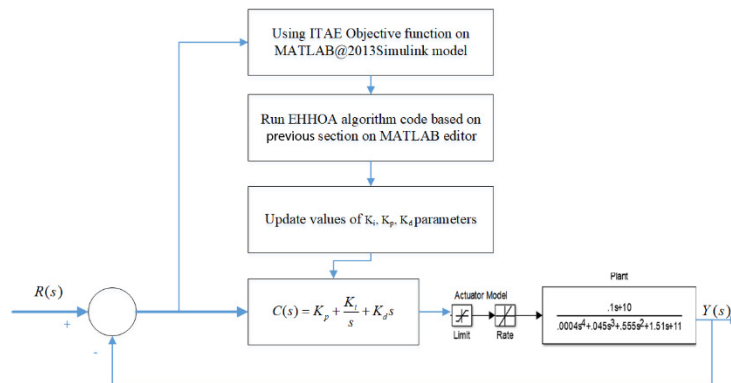 Using ITAE Objective function on
MATLAB@2013Simulink model
Run EHHOA algorithm code based on
previous section on MATLAB editor
Update values of Ki, Kp, Kd parameters
R(s)
+
-
C(s) = Kp + Ki/s + Kd s
Actuator Model
Limit
Rate
Plant
.1s+10
.0004s⁴+.045s³+.555s²+1.51s+11
Y(s)